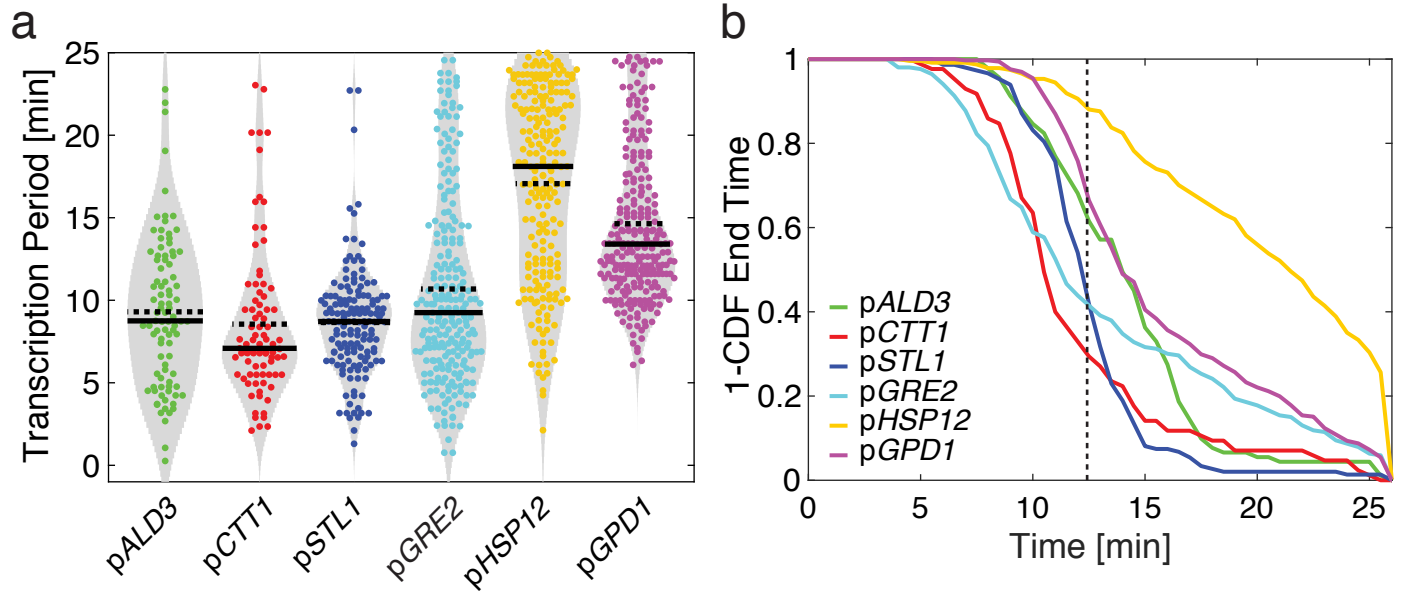 a
Transcription Period [min]
25
20
15
10
5
0
pALD3
pCTT1
pSTL1
pGRE2
pHSP12
pGPD1
b
1-CDF End Time
1
0.8
0.6
0.4
0.2
0
pALD3
pCTT1
pSTL1
pGRE2
pHSP12
pGPD1
0 5 10 15 20 25
Time [min]